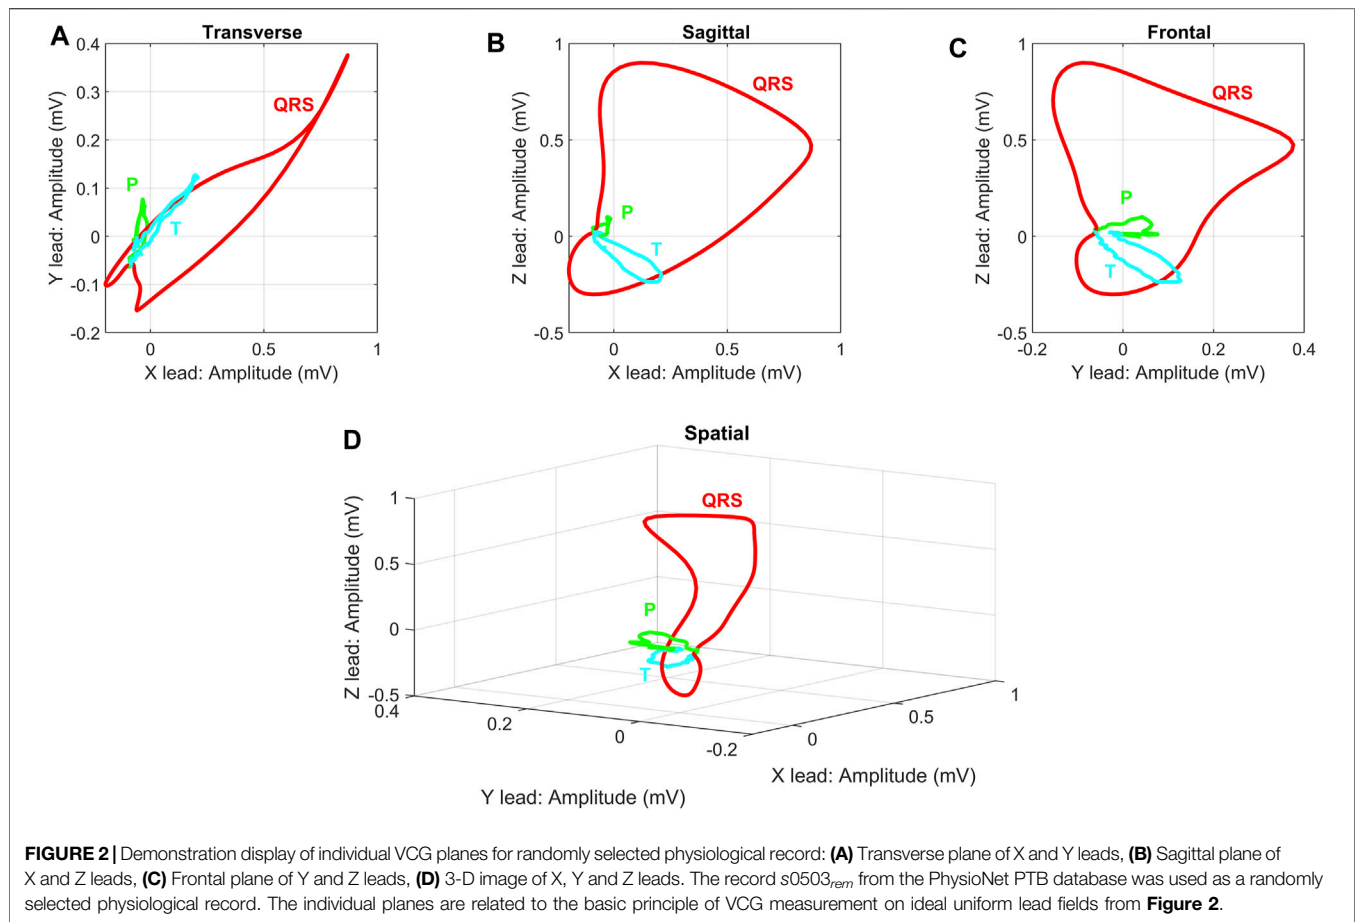 A
Transverse
0.4
0.3
0.2
0.1
0
-0.1
-0.2
Y lead: Amplitude (mV)
QRS
P
T
0
0.5
1
X lead: Amplitude (mV)
B
Sagittal
1
0.5
0
-0.5
Z lead: Amplitude (mV)
QRS
P
T
0
0.5
1
X lead: Amplitude (mV)
C
Frontal
1
0.5
0
-0.5
Z lead: Amplitude (mV)
QRS
P
T
-0.2
0
0.2
0.4
Y lead: Amplitude (mV)
D
Spatial
1
0.5
0
-0.5
Z lead: Amplitude (mV)
QRS
P
T
0.4
0.2
0
-0.2
Y lead: Amplitude (mV)
0
0.5
1
X lead: Amplitude (mV)
FIGURE 2 | Demonstration display of individual VCG planes for randomly selected physiological record: (A) Transverse plane of X and Y leads, (B) Sagittal plane of
X and Z leads, (C) Frontal plane of Y and Z leads, (D) 3-D image of X, Y and Z leads. The record s0503rem from the PhysioNet PTB database was used as a randomly
selected physiological record. The individual planes are related to the basic principle of VCG measurement on ideal uniform lead fields from Figure 2.